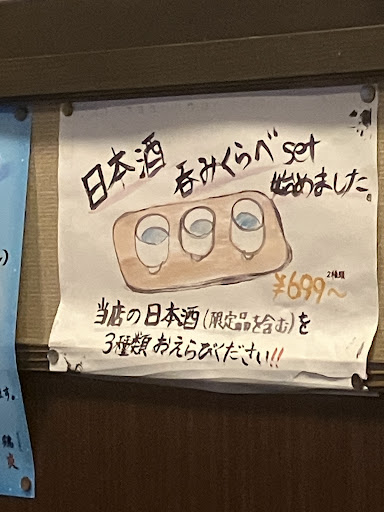 日本酒
呑みくらべset
始めました。
2種類
¥699～
当店の日本酒(限定品を含む)を
3種類おえらびください!!